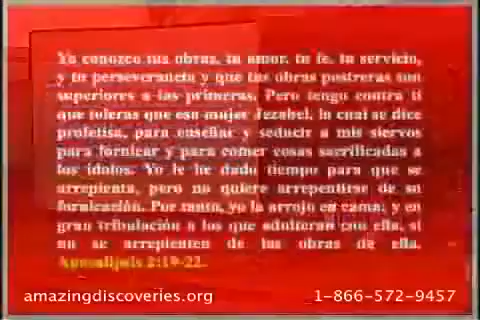 Yo conozco tus obras, tu amor, tu fe, tu servicio,
y tu perseverancia y que tus obras postreras son
superiores a las primeras. Pero tengo contra ti
que toleras que esa mujer Jezabel, la cual se dice
profetisa, para enseñar y seducir a mis siervos
para fornicar y para comer cosas sacrificadas a
los ídolos. Yo le he dado tiempo para que se
arrepienta, pero no quiere arrepentirse de su
fornicación. Por tanto, yo la arrojo en cama; y en
gran tribulación a los que adulteran con ella, si
no se arrepienten de las obras de ella.
Apocalipsis 2:19-22.
amazingdiscoveries.org 1-866-572-9457